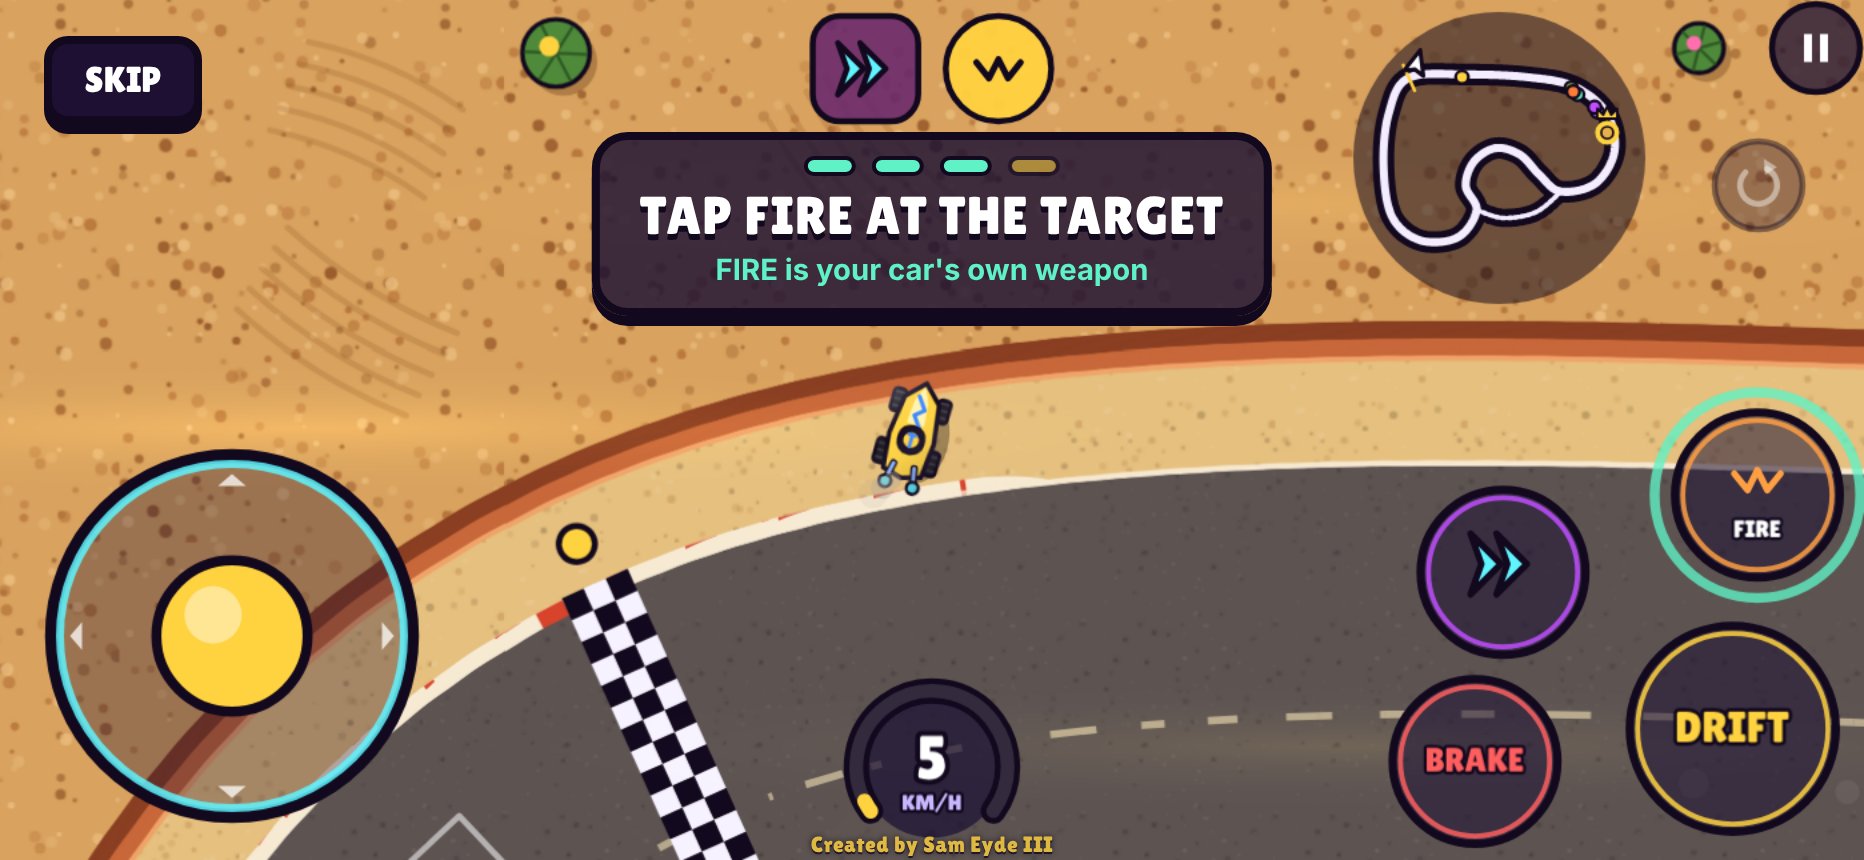 SKIP
TAP FIRE AT THE TARGET
FIRE is your car's own weapon
FIRE
BRAKE
DRIFT
5
KM/H
Created by Sam Eyde III